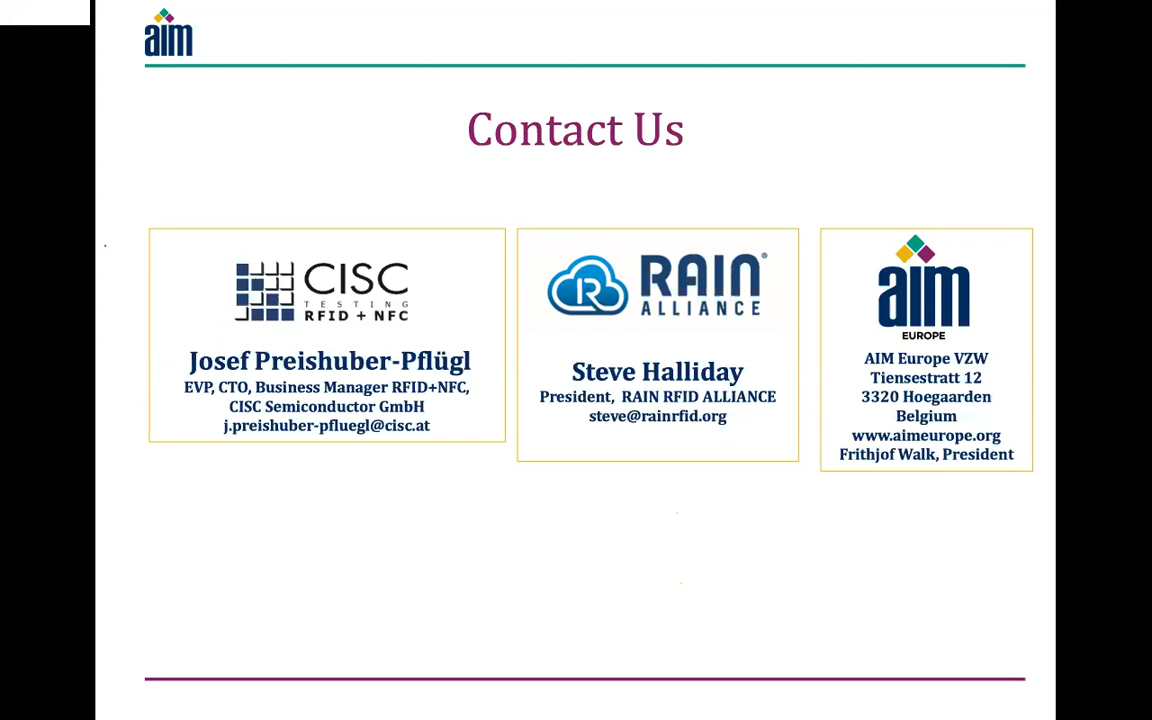 aim
Contact Us
CISC
TESTING
RFID + NFC
Josef Preishuber-Pflügl
EVP, CTO, Business Manager RFID+NFC,
CISC Semiconductor GmbH
j.preishuber-pfluegl@cisc.at
RAIN®
ALLIANCE
Steve Halliday
President, RAIN RFID ALLIANCE
steve@rainrfid.org
aim
EUROPE
AIM Europe VZW
Tiensestratt 12
3320 Hoegaarden
Belgium
www.aimeurope.org
Frithjof Walk, President